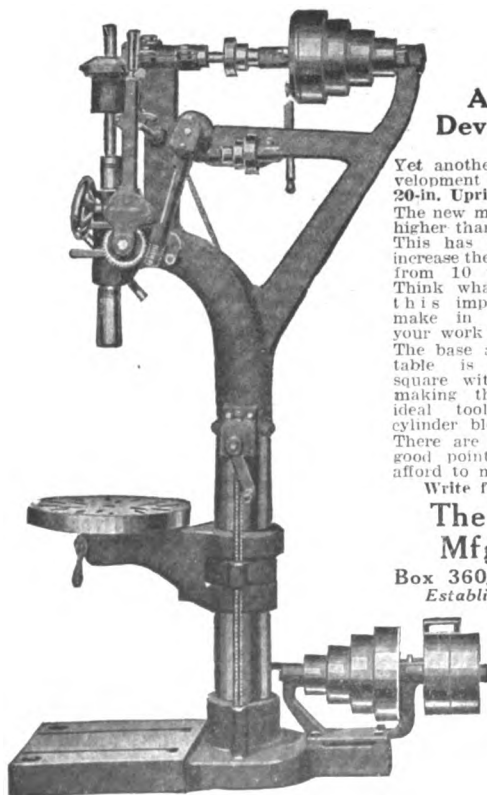 A
Dev
Yet anothe
velopment
20-in. Upri
The new m
higher than
This has
increase the
from 10
Think wha
this imp
make in
your work
The base a
table is
square wit
making th
ideal tool
cylinder bl
There are
good point
afford to n
Write f
The
Mfg
Box 360,
Establi